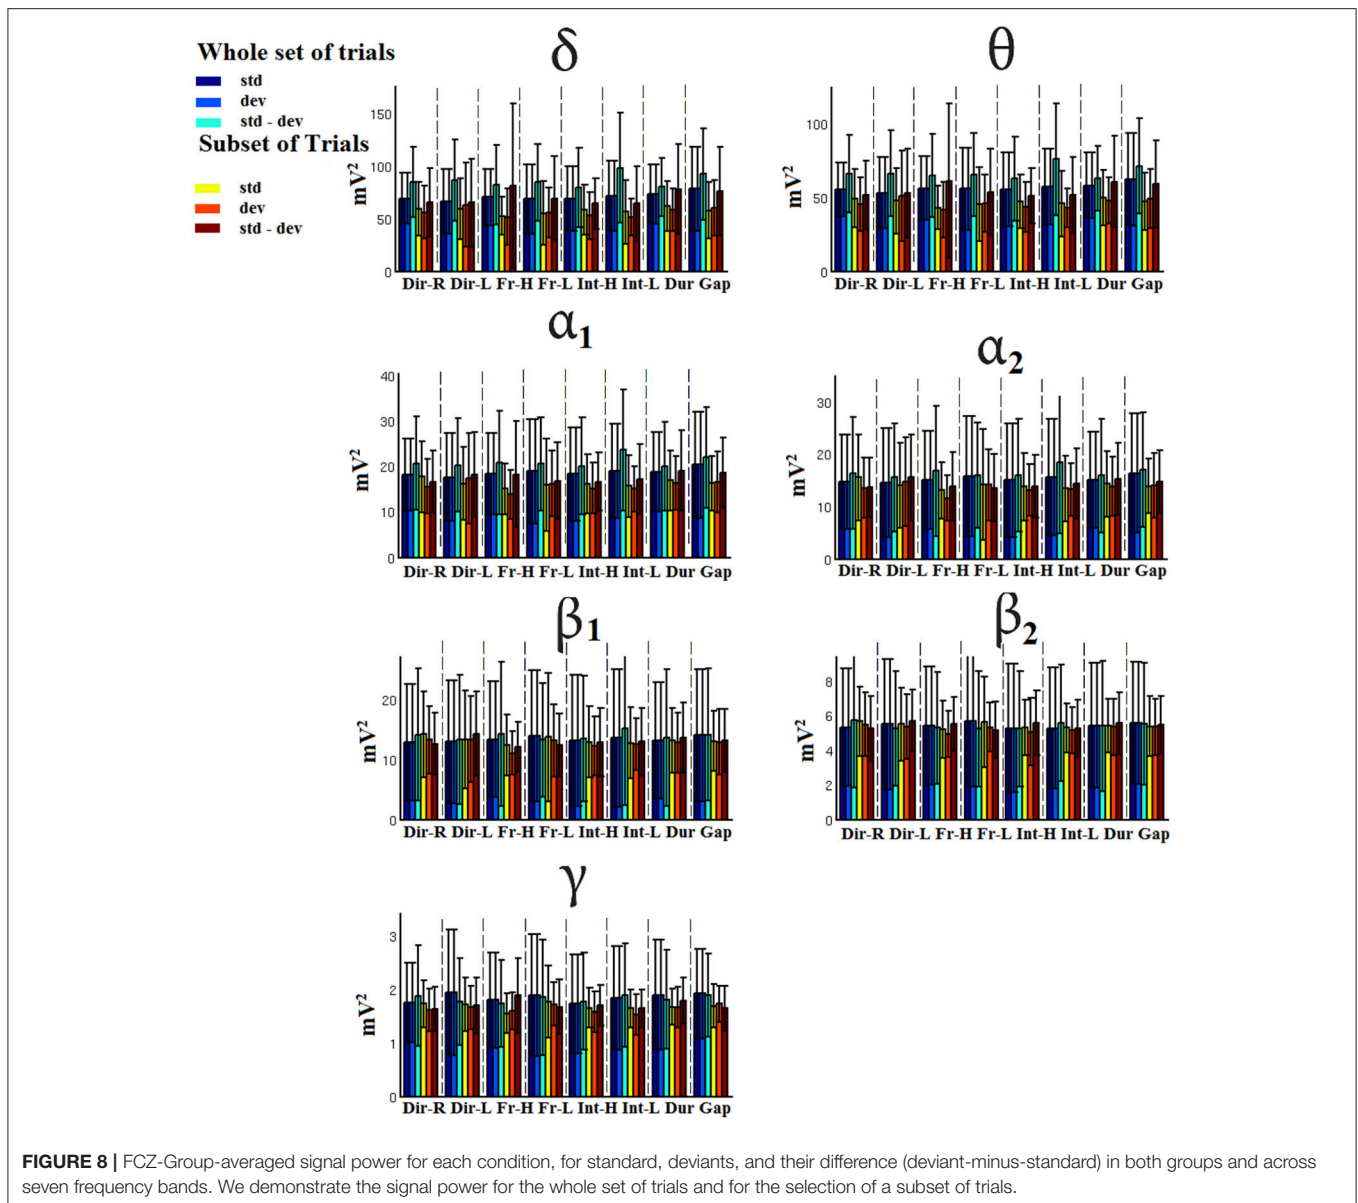 Whole set of trials
std
dev
std - dev
Subset of Trials
std
dev
std - dev
δ
mV²
150
100
50
0
Dir-R Dir-L Fr-H Fr-L Int-H Int-L Dur Gap
θ
mV²
100
50
0
Dir-R Dir-L Fr-H Fr-L Int-H Int-L Dur Gap
α₁
mV²
40
30
20
10
0
Dir-R Dir-L Fr-H Fr-L Int-H Int-L Dur Gap
α₂
mV²
30
20
10
0
Dir-R Dir-L Fr-H Fr-L Int-H Int-L Dur Gap
β₁
mV²
20
10
0
Dir-R Dir-L Fr-H Fr-L Int-H Int-L Dur Gap
β₂
mV²
8
6
4
2
0
Dir-R Dir-L Fr-H Fr-L Int-H Int-L Dur Gap
γ
mV²
3
2
1
0
Dir-R Dir-L Fr-H Fr-L Int-H Int-L Dur Gap
FIGURE 8 | FCZ-Group-averaged signal power for each condition, for standard, deviants, and their difference (deviant-minus-standard) in both groups and across
seven frequency bands. We demonstrate the signal power for the whole set of trials and for the selection of a subset of trials.